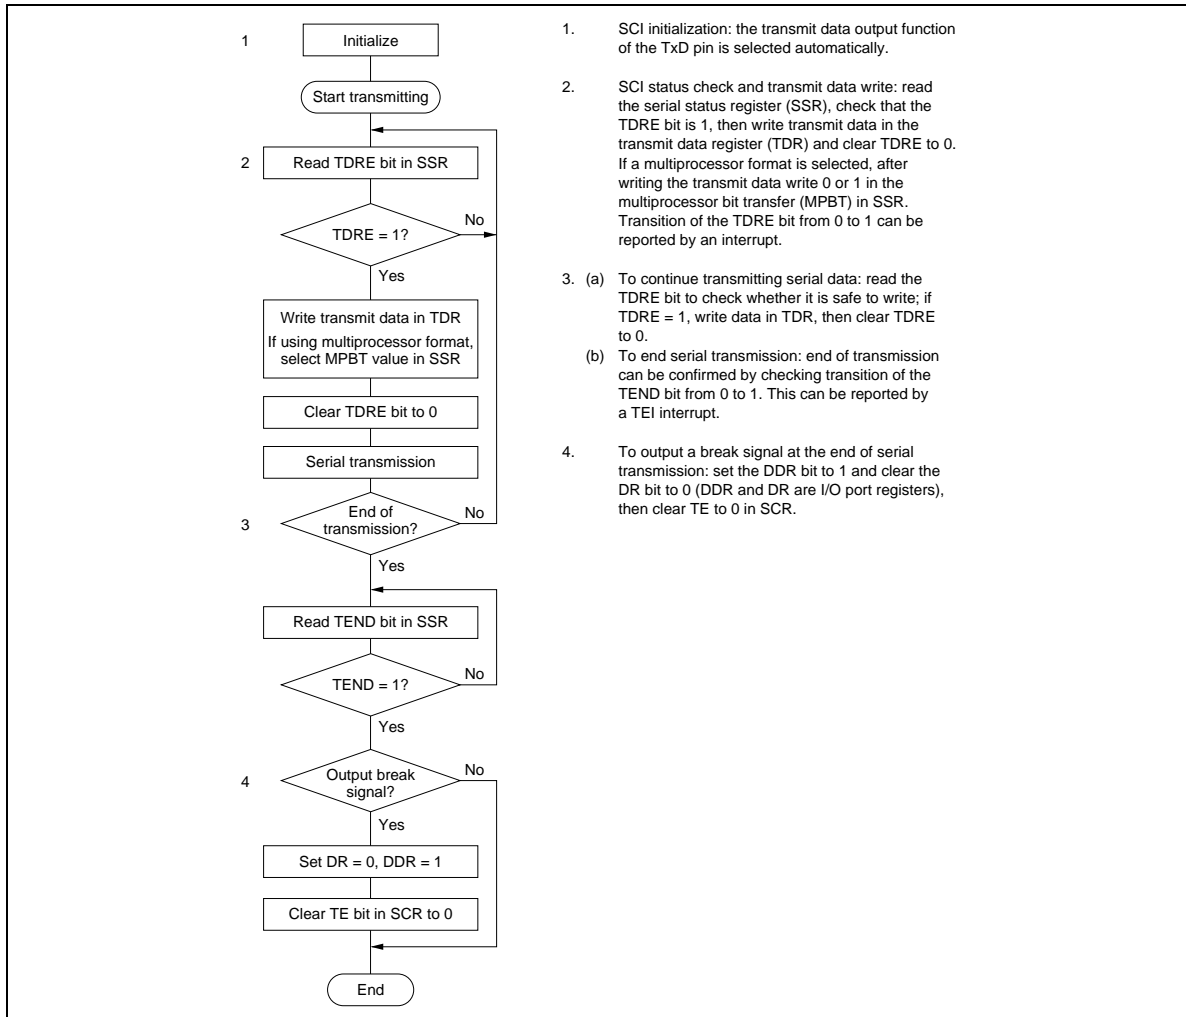 1
Initialize
Start transmitting
2
Read TDRE bit in SSR
TDRE = 1?
No
Yes
Write transmit data in TDR
If using multiprocessor format,
select MPBT value in SSR
Clear TDRE bit to 0
Serial transmission
3
End of
transmission?
No
Yes
Read TEND bit in SSR
TEND = 1?
No
Yes
4
Output break
signal?
No
Yes
Set DR = 0, DDR = 1
Clear TE bit in SCR to 0
End
1. SCI initialization: the transmit data output function
of the TxD pin is selected automatically.
2. SCI status check and transmit data write: read
the serial status register (SSR), check that the
TDRE bit is 1, then write transmit data in the
transmit data register (TDR) and clear TDRE to 0.
If a multiprocessor format is selected, after
writing the transmit data write 0 or 1 in the
multiprocessor bit transfer (MPBT) in SSR.
Transition of the TDRE bit from 0 to 1 can be
reported by an interrupt.
3. (a) To continue transmitting serial data: read the
TDRE bit to check whether it is safe to write; if
TDRE = 1, write data in TDR, then clear TDRE
to 0.
(b) To end serial transmission: end of transmission
can be confirmed by checking transition of the
TEND bit from 0 to 1. This can be reported by
a TEI interrupt.
4. To output a break signal at the end of serial
transmission: set the DDR bit to 1 and clear the
DR bit to 0 (DDR and DR are I/O port registers),
then clear TE to 0 in SCR.